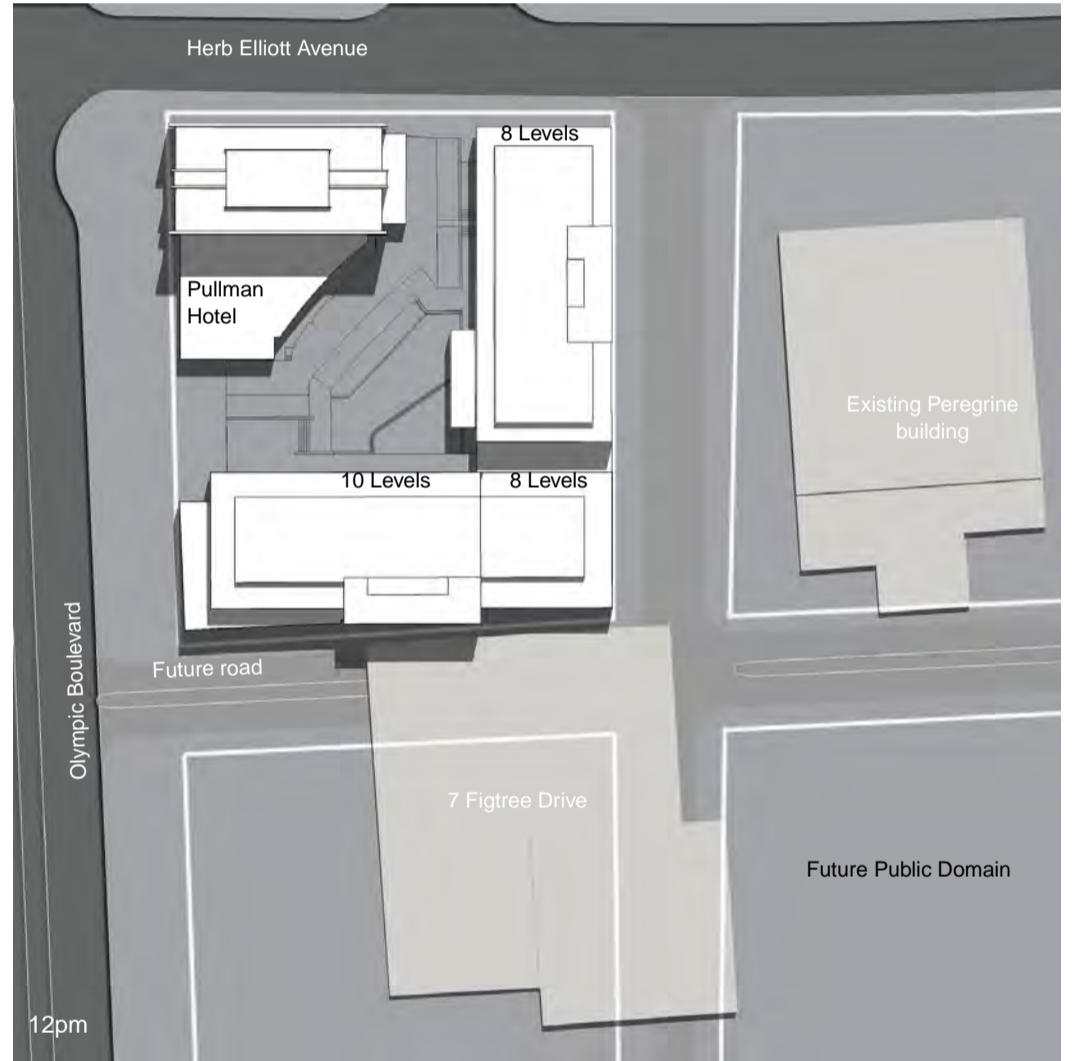 Herb Elliott Avenue
8 Levels
Pullman
Hotel
Existing Peregrine
building
10 Levels
8 Levels
Olympic Boulevard
Future road
7 Figtree Drive
Future Public Domain
12pm